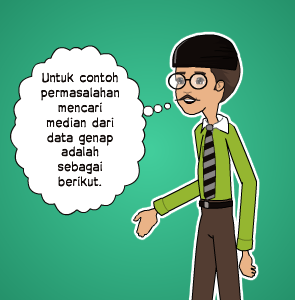 Untuk contoh
permasalahan
mencari
median dari
data genap
adalah
sebagai
berikut.